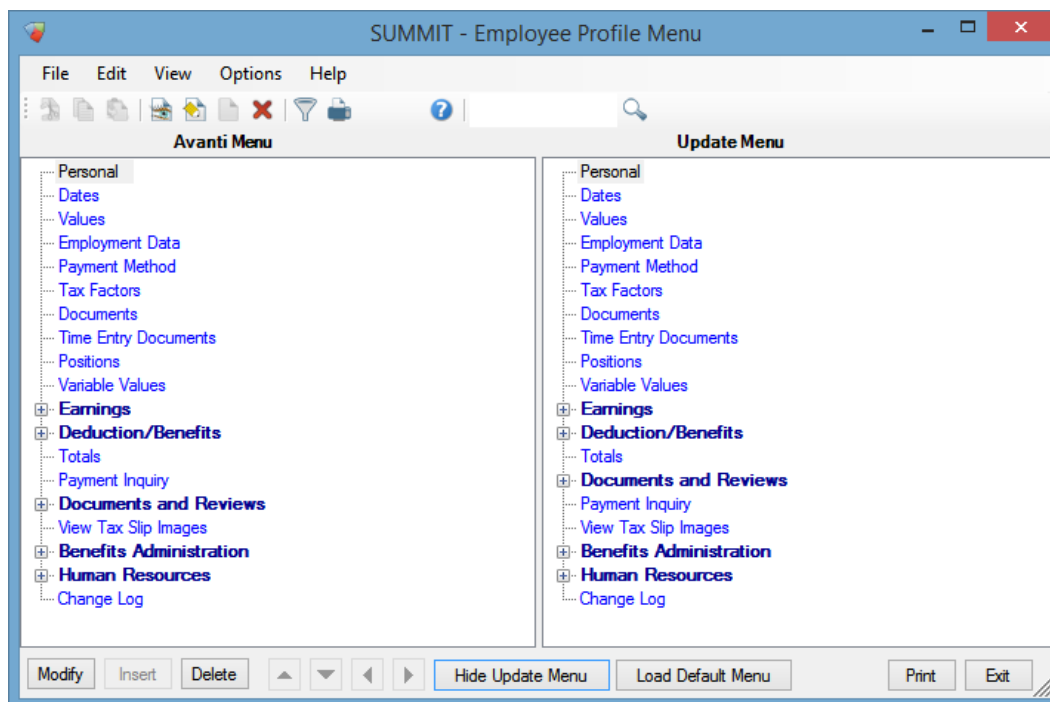 SUMMIT - Employee Profile Menu
File Edit View Options Help
Avanti Menu
Update Menu
Personal
Dates
Values
Employment Data
Payment Method
Tax Factors
Documents
Time Entry Documents
Positions
Variable Values
Earnings
Deduction/Benefits
Totals
Payment Inquiry
Documents and Reviews
View Tax Slip Images
Benefits Administration
Human Resources
Change Log
Personal
Dates
Values
Employment Data
Payment Method
Tax Factors
Documents
Time Entry Documents
Positions
Variable Values
Earnings
Deduction/Benefits
Totals
Documents and Reviews
Payment Inquiry
View Tax Slip Images
Benefits Administration
Human Resources
Change Log
Modify Insert Delete Hide Update Menu Load Default Menu Print Exit